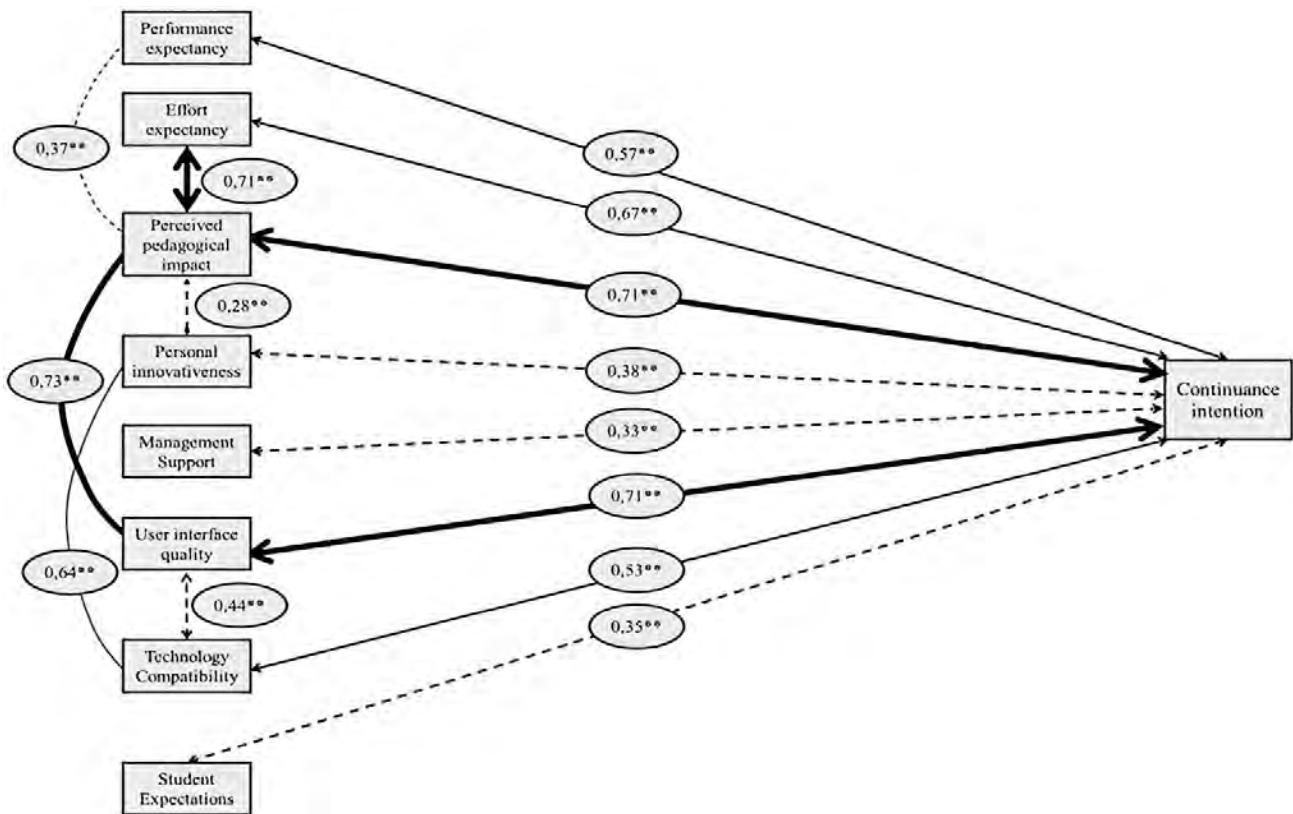 Performance
expectancy
Effort
expectancy
0,37**
0,57**
0,71**
0,67**
Perceived
pedagogical
impact
0,28**
0,71**
Personal
innovativeness
0,73**
0,38**
Continuance
intention
Management
Support
0,33**
0,71**
User interface
quality
0,64**
0,44**
0,53**
0,35**
Technology
Compatibility
Student
Expectations